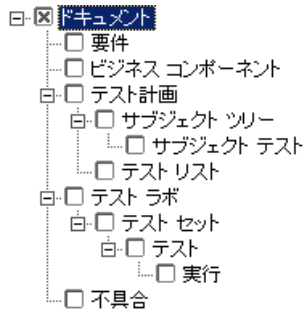 ドキュメント
要件
ビジネス コンポーネント
テスト計画
サブジェクト ツリー
サブジェクト テスト
テスト リスト
テスト ラボ
テスト セット
テスト
実行
不具合